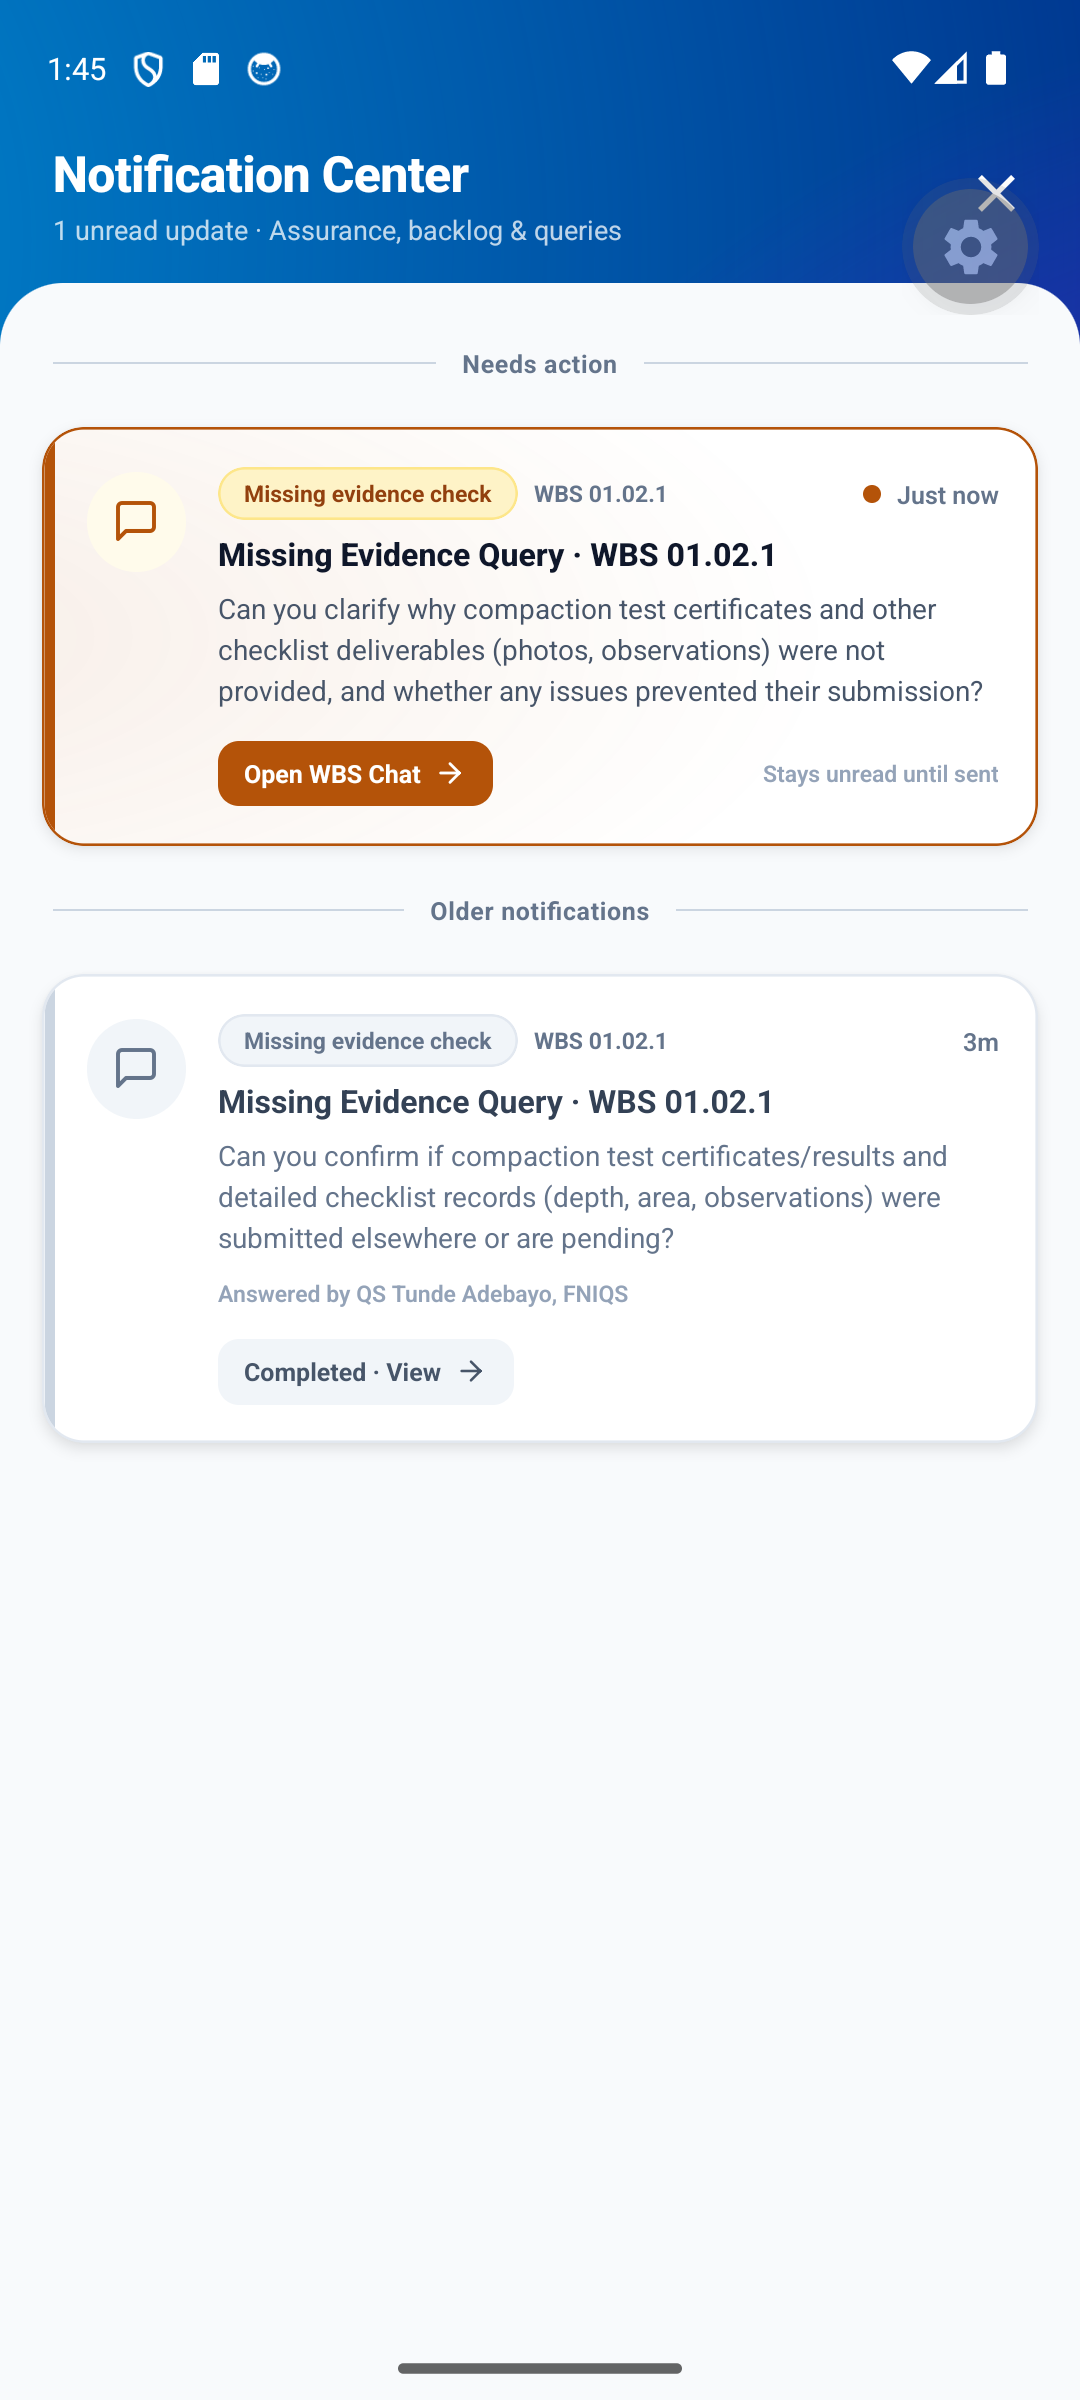 1:45
Notification Center
1 unread update · Assurance, backlog & queries
Needs action
Missing evidence check WBS 01.02.1 Just now
Missing Evidence Query · WBS 01.02.1
Can you clarify why compaction test certificates and other
checklist deliverables (photos, observations) were not
provided, and whether any issues prevented their submission?
Open WBS Chat Stays unread until sent
Older notifications
Missing evidence check WBS 01.02.1 3m
Missing Evidence Query · WBS 01.02.1
Can you confirm if compaction test certificates/results and
detailed checklist records (depth, area, observations) were
submitted elsewhere or are pending?
Answered by QS Tunde Adebayo, FNIQS
Completed · View